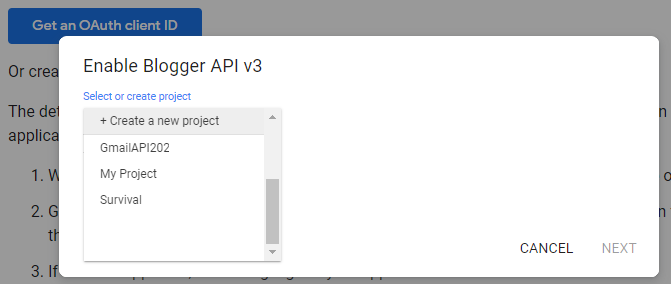 Get an OAuth client ID
Enable Blogger API v3
Or crea
Select or create project
The det
+ Create a new project
n
applica
GmailAPI202
1. W
My Project
o
Survival
2. G
n
th
CANCEL
NEXT
3. If